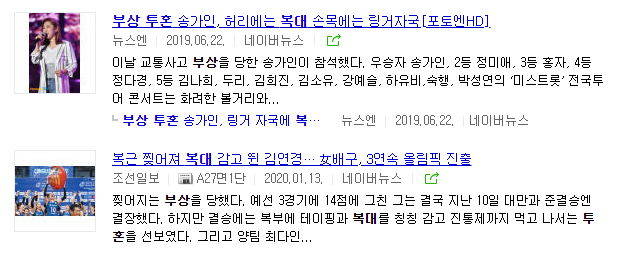 부상 투혼 송가인, 허리에는 복대 손목에는 링거자국 [포토엔HD]
뉴스엔 2019.06.22. 네이버뉴스
이날 교통사고 부상을 당한 송가인이 참석했다. 우승자 송가인, 2등 정미애, 3등 홍자, 4등
정다경, 5등 김나희, 두리, 김희진, 김소유, 강예슬, 하유비,숙행, 박성연의 ‘미스트롯’ 전국투
어 콘서트는 화려한 볼거리와...
부상 투혼 송가인, 링거 자국에 복… 뉴스엔 2019.06.22. 네이버뉴스
복근 찢어져 복대 감고 뛴 김연경… 女배구, 3연속 올림픽 진출
조선일보 A27면1단 2020.01.13. 네이버뉴스
찢어지는 부상을 당했다. 예선 3경기에 14점에 그친 그는 결국 지난 10일 대만과 준결승엔
결장했다. 하지만 결승에는 복부에 테이핑과 복대를 칭칭 감고 진통제까지 먹고 나서는 투
혼을 선보였다. 그리고 양팀 최다인...